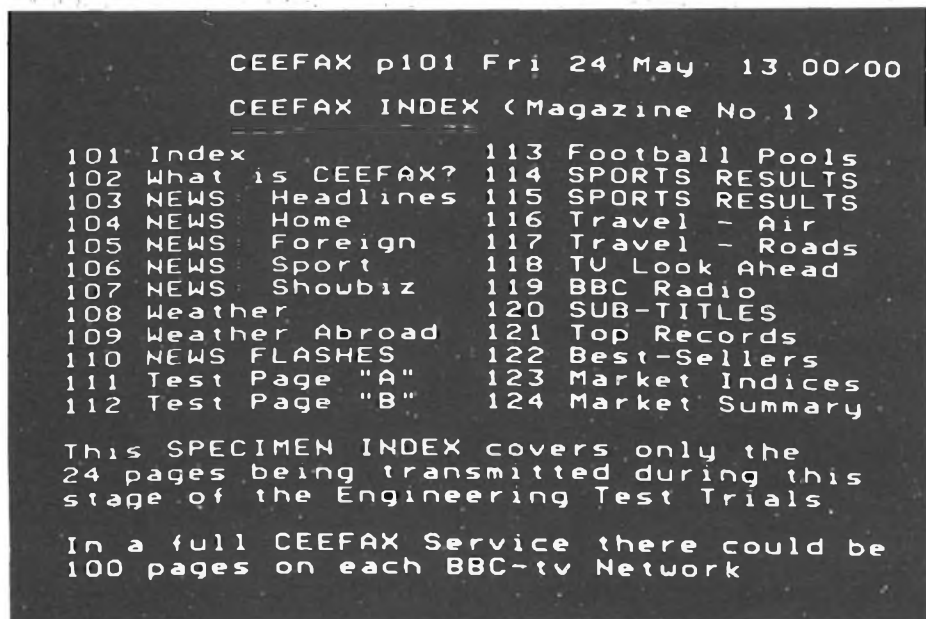 CEEFAX p101 Fri 24 May 13.00/00
CEEFAX INDEX (Magazine No 1)
101 Index
102 What is CEEFAX?
103 NEWS Headlines
104 NEWS Home
105 NEWS Foreign
106 NEWS Sport
107 NEWS Showbiz
108 Weather
109 Weather Abroad
110 NEWS FLASHES
111 Test Page "A"
112 Test Page "B"
113 Football Pools
114 SPORTS RESULTS
115 SPORTS RESULTS
116 Travel - Air
117 Travel - Roads
118 TV Look Ahead
119 BBC Radio
120 SUB-TITLES
121 Top Records
122 Best-Sellers
123 Market Indices
124 Market Summary
This SPECIMEN INDEX covers only the
24 pages being transmitted during this
stage of the Engineering Test Trials
In a full CEEFAX Service there could be
100 pages on each BBC-tv Network